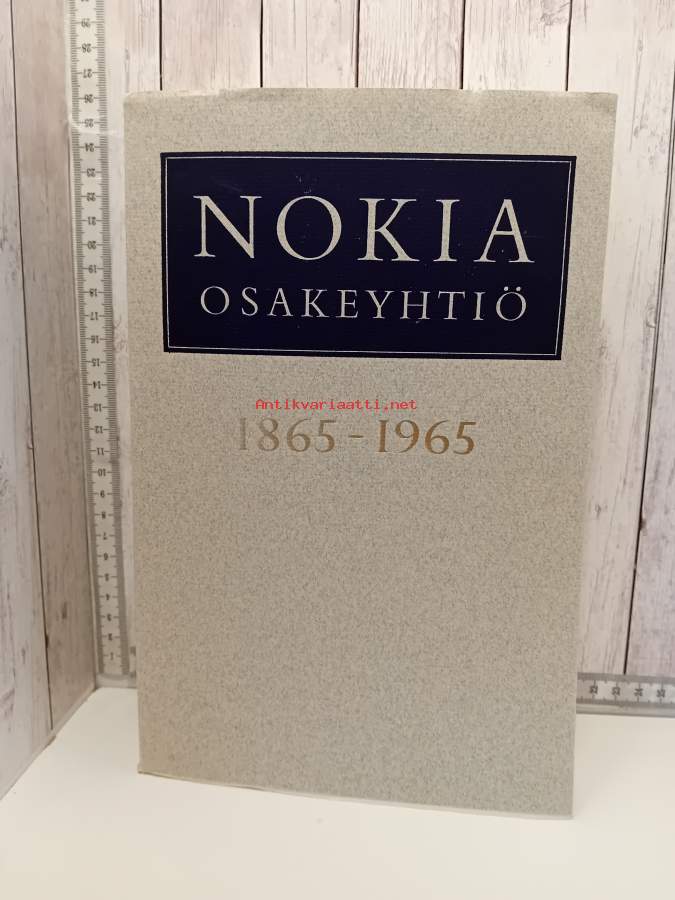 NOKIA
OSAKEYHTIÖ
Antikvariaatti.net
1865-1965